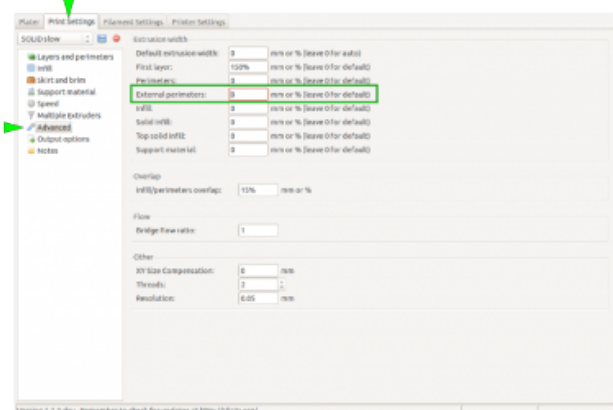 Plater Print Settings Filament Settings Printer Settings
SOLID slow
Layers and perimeters
Infill
Skirt and brim
Support material
Speed
Multiple Extruders
Advanced
Output options
Notes
Extrusion width
Default extrusion width: 0 mm or % (leave 0 for auto)
First layer: 150% mm or % (leave 0 for default)
Perimeters: 0 mm or % (leave 0 for default)
External perimeters: 0 mm or % (leave 0 for default)
Infill: 0 mm or % (leave 0 for default)
Solid infill: 0 mm or % (leave 0 for default)
Top solid infill: 0 mm or % (leave 0 for default)
Support material: 0 mm or % (leave 0 for default)
Overlap
Infill/perimeters overlap: 15% mm or %
Flow
Bridge flow ratio: 1
Other
XY Size Compensation: 0 mm
Threads: 2
Resolution: 0.05 mm